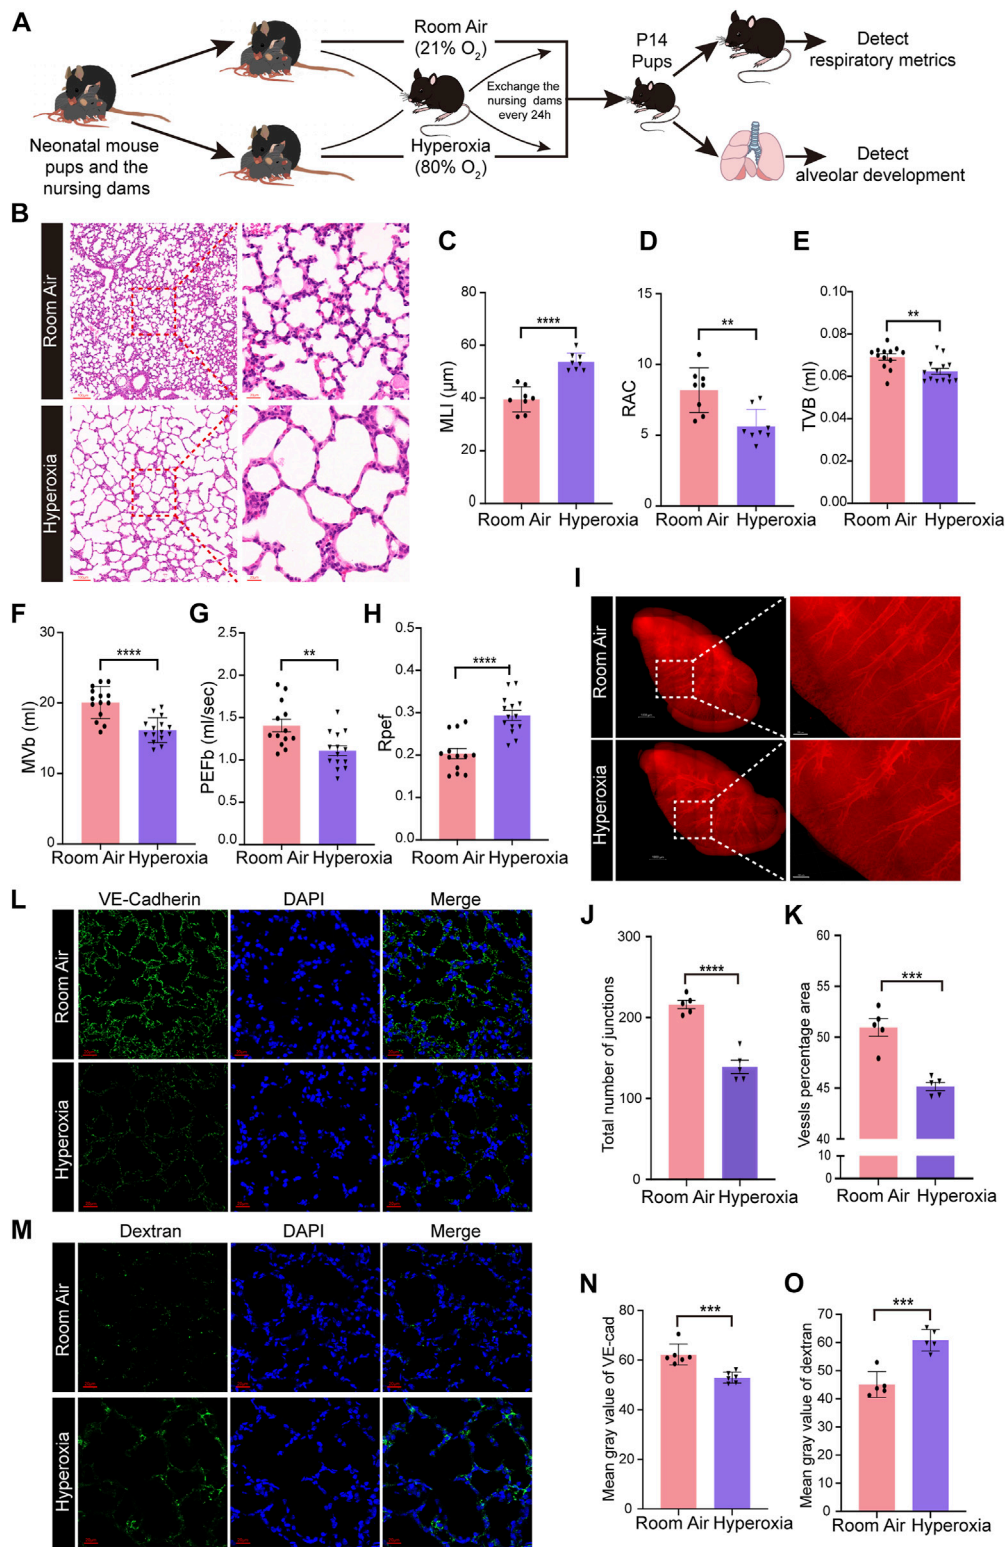 A
Neonatal mouse
pups and the
nursing dams
Room Air
(21% O₂)
Hyperoxia
(80% O₂)
Exchange the
nursing dams
every 24h
P14
Pups
Detect
respiratory metrics
Detect
alveolar development
B
Room Air
Hyperoxia
C
MLI (μm)
80
60
40
20
0
****
Room Air Hyperoxia
D
RAC
15
10
5
0
**
Room Air Hyperoxia
E
TVB (ml)
0.10
0.08
0.06
0.04
0.02
0.00
**
Room Air Hyperoxia
F
MVb (ml)
30
20
10
0
****
Room Air Hyperoxia
G
PEFb (ml/sec)
2.5
2.0
1.5
1.0
0.5
0.0
**
Room Air Hyperoxia
H
Rpef
0.5
0.4
0.3
0.2
0.1
0.0
****
Room Air Hyperoxia
I
Room Air
Hyperoxia
J
Total number of junctions
300
200
100
0
****
Room Air Hyperoxia
K
Vessls percentage area
60
55
50
45
40
10
0
***
Room Air Hyperoxia
L
VE-Cadherin
DAPI
Merge
Room Air
Hyperoxia
M
Dextran
DAPI
Merge
Room Air
Hyperoxia
N
Mean gray value of VE-cad
80
60
40
20
0
***
Room Air Hyperoxia
O
Mean gray value of dextran
70
60
50
40
30
20
10
0
***
Room Air Hyperoxia